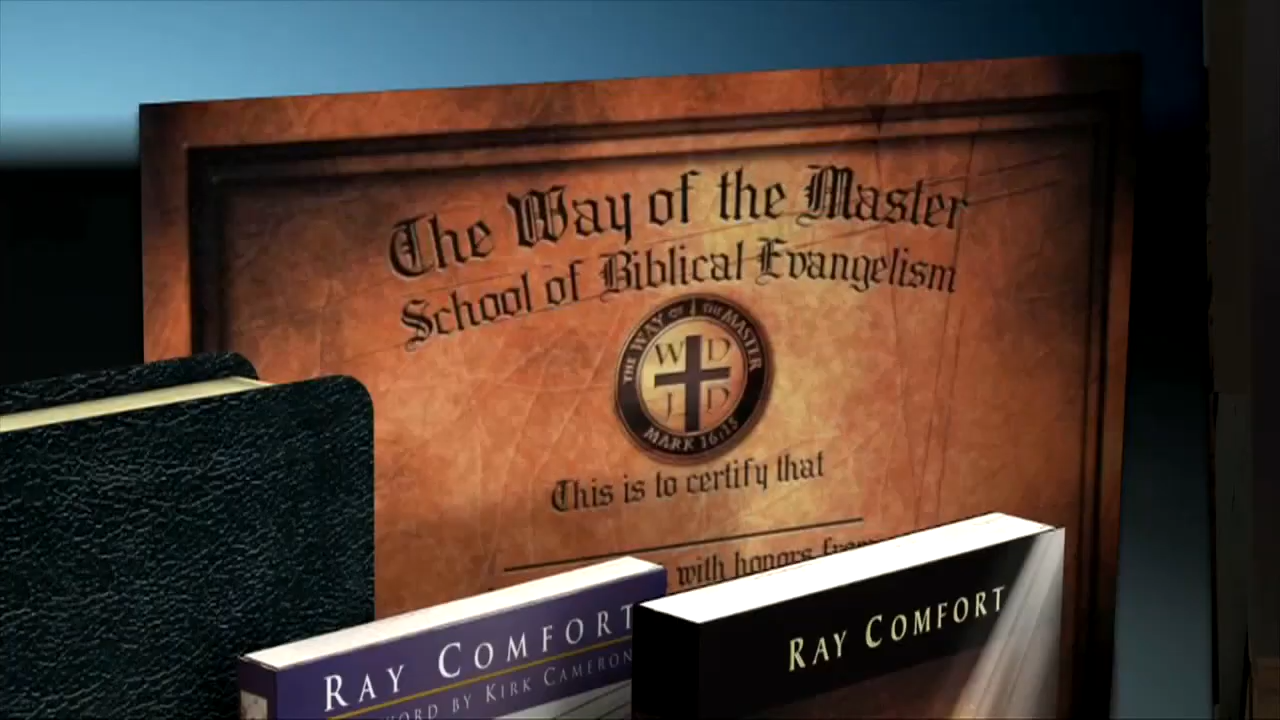 The Way of the Master
School of Biblical Evangelism
THE WAY OF THE MASTER
W D
J D
MARK 16:15
This is to certify that
with honors from
RAY COMFORT
BY KIRK CAMERON
RAY COMFORT